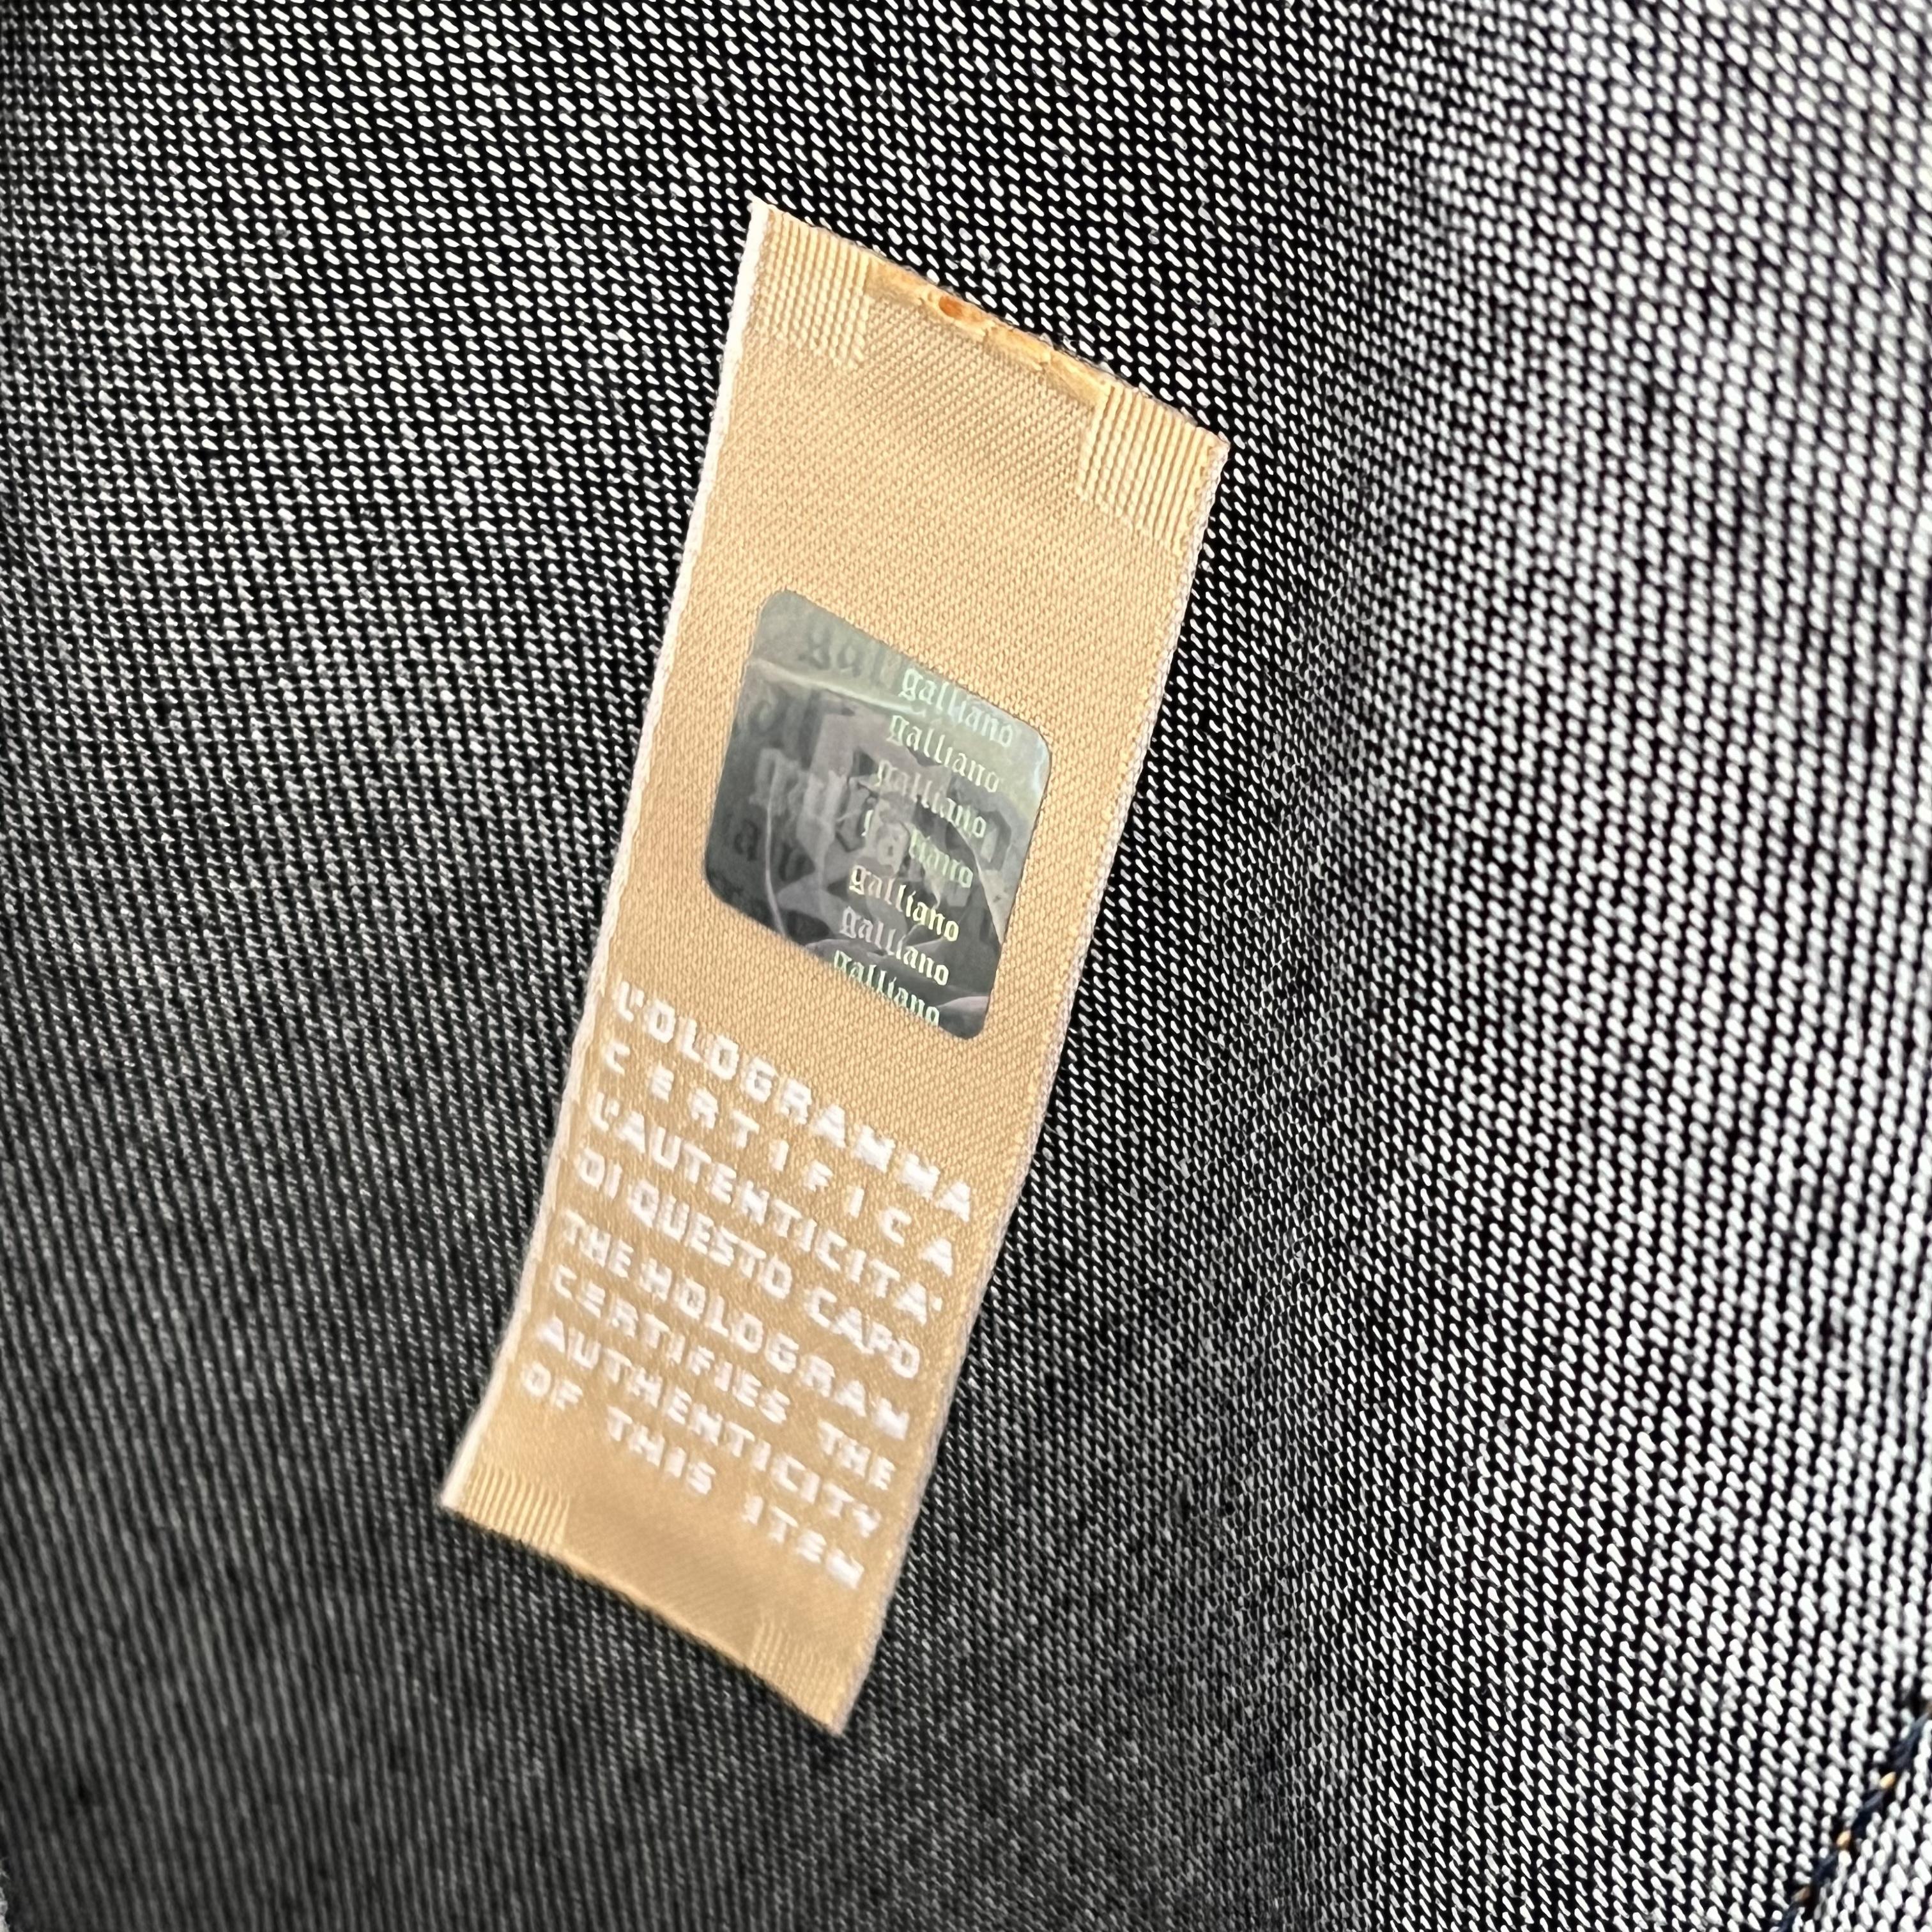 galliano
galliano
galliano
galliano
galliano
galliano
galliano
L'OLOGRAMMA
CERTIFICA
L'AUTENTICITA'
DI QUESTO CAPO
THE HOLOGRAM
CERTIFIES THE
AUTHENTICITY
OF THIS ITEM